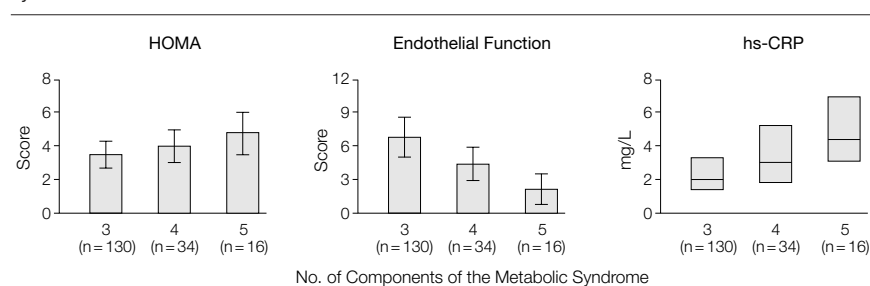 HOMA
Endothelial Function
hs-CRP
Score
8
6
4
2
0
3
4
5
(n=130)
(n=34)
(n=16)
Score
12
9
6
3
0
3
4
5
(n=130)
(n=34)
(n=16)
mg/L
8
6
4
2
0
3
4
5
(n=130)
(n=34)
(n=16)
No. of Components of the Metabolic Syndrome